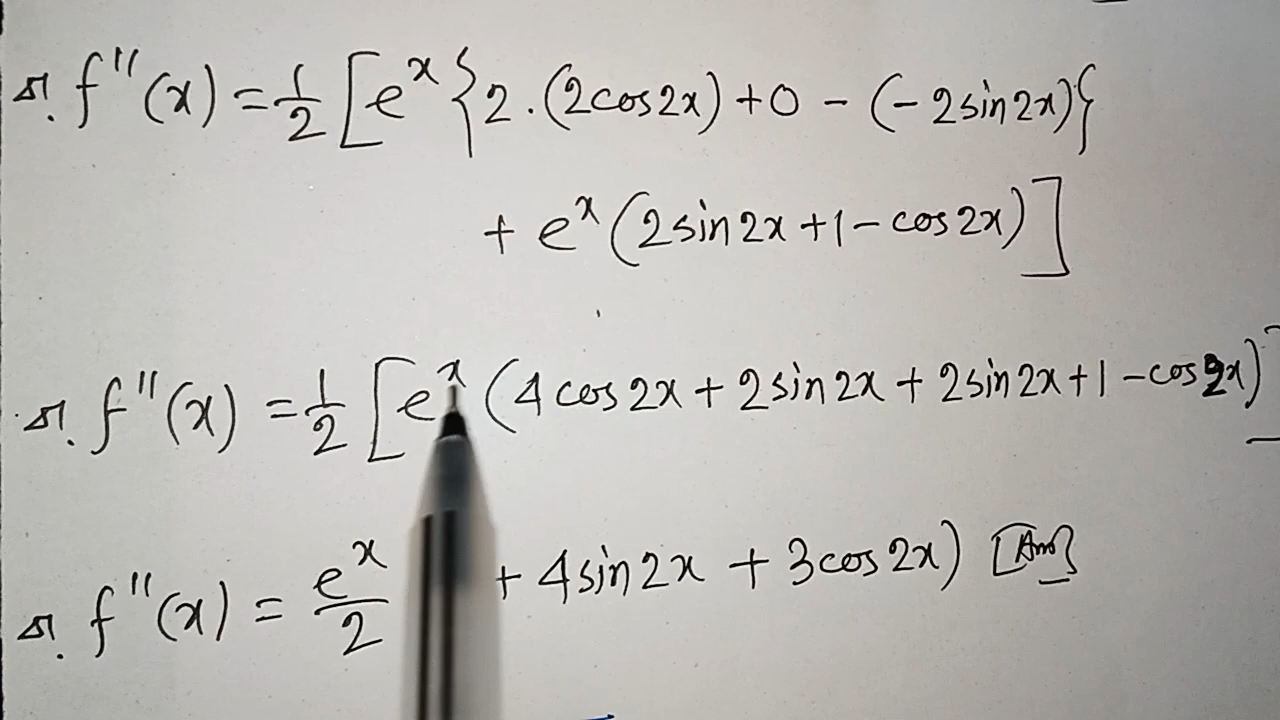 বা. f''(x) = 1/2 [e^x {2.(2cos2x) + 0 - (-2sin2x)}
+ e^x (2sin2x + 1 - cos2x)]
বা. f''(x) = 1/2 [e^x (4cos2x + 2sin2x + 2sin2x + 1 - cos2x)]
বা. f''(x) = e^x/2 + 4sin2x + 3cos2x) [Ans]